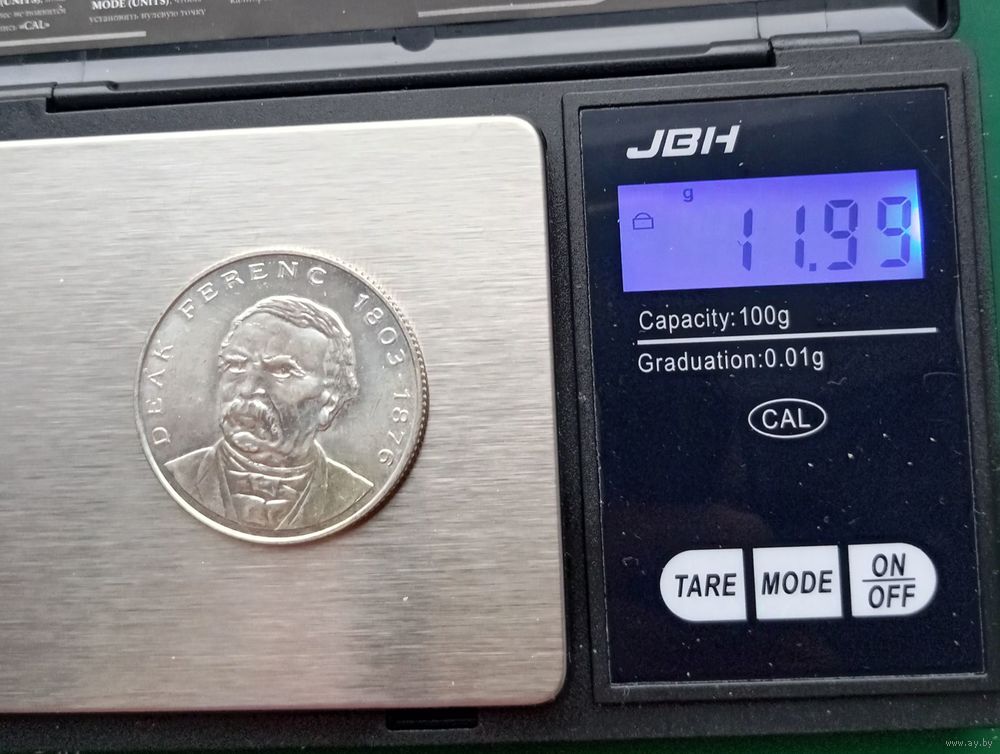 (UNITS),
MODE (UNITS),
установить нулевую точку
«CAL»
JBH
g
11.99
Capacity:100g
Graduation:0.01g
CAL
TARE
MODE
ON
OFF
DEAK FERENC 1803-1876
www.ay.by